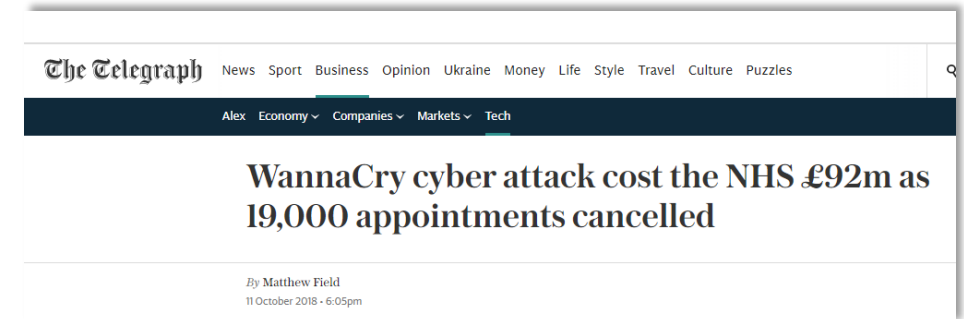 The Telegraph News Sport Business Opinion Ukraine Money Life Style Travel Culture Puzzles
Alex Economy Companies Markets Tech
WannaCry cyber attack cost the NHS £92m as
19,000 appointments cancelled
By Matthew Field
11 October 2018 • 6:05pm